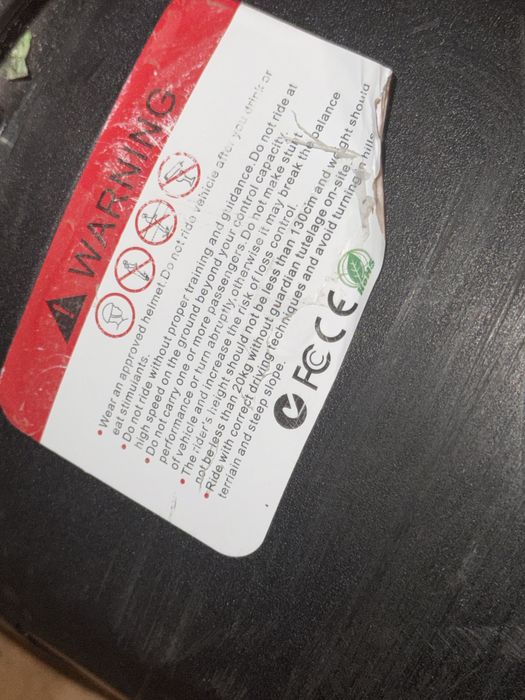 WARNING
• Wear an approved helmet.Do not ride vehicle after you drink or
eat stimulants.
• Do not ride without proper training and guidance. Do not ride at
high speed on the ground beyond your control capacity.
• Do not carry one or more passengers. Do not make stunt
performance or turn abruptly,otherwise it may break the balance
of vehicle and increase the risk of loss control.
• The rider's height should not be less than 130cm and weight should
not be less than 20kg without guardian tutelage on-site.
• Ride with correct driving techniques and avoid turning hills
terriain and steep slope.
FC CE